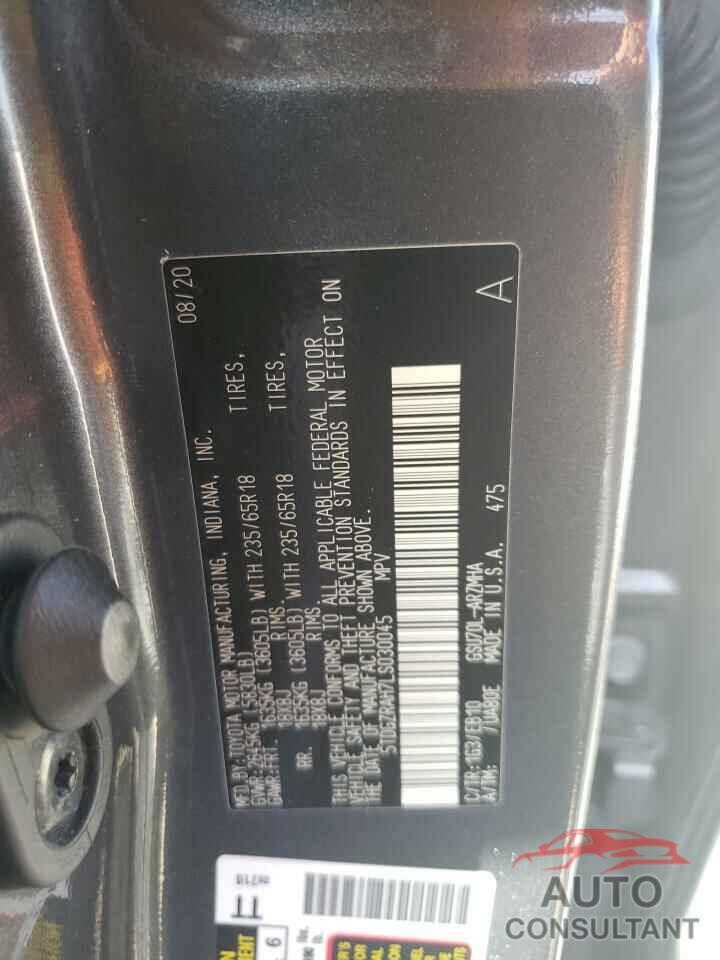 MFD.BY:TOYOTA MOTOR MANUFACTURING, INDIANA, INC. 08/20
GVWR:2645KG (5830LB)
GAWR:FRT. 1635KG (3605LB) WITH 235/65R18 TIRES,
18X8J RIMS.
RR. 1635KG (3605LB) WITH 235/65R18 TIRES,
18X8J RIMS.
THIS VEHICLE CONFORMS TO ALL APPLICABLE FEDERAL MOTOR
VEHICLE SAFETY AND THEFT PREVENTION STANDARDS IN EFFECT ON
THE DATE OF MANUFACTURE SHOWN ABOVE.
5TDGZRAH7LS030045 MPV
C/TR:1G3/EB10 GSU70L-ARZMHA
A/TM: /UA80E MADE IN U.S.A. 475 A
AUTO
CONSULTANT